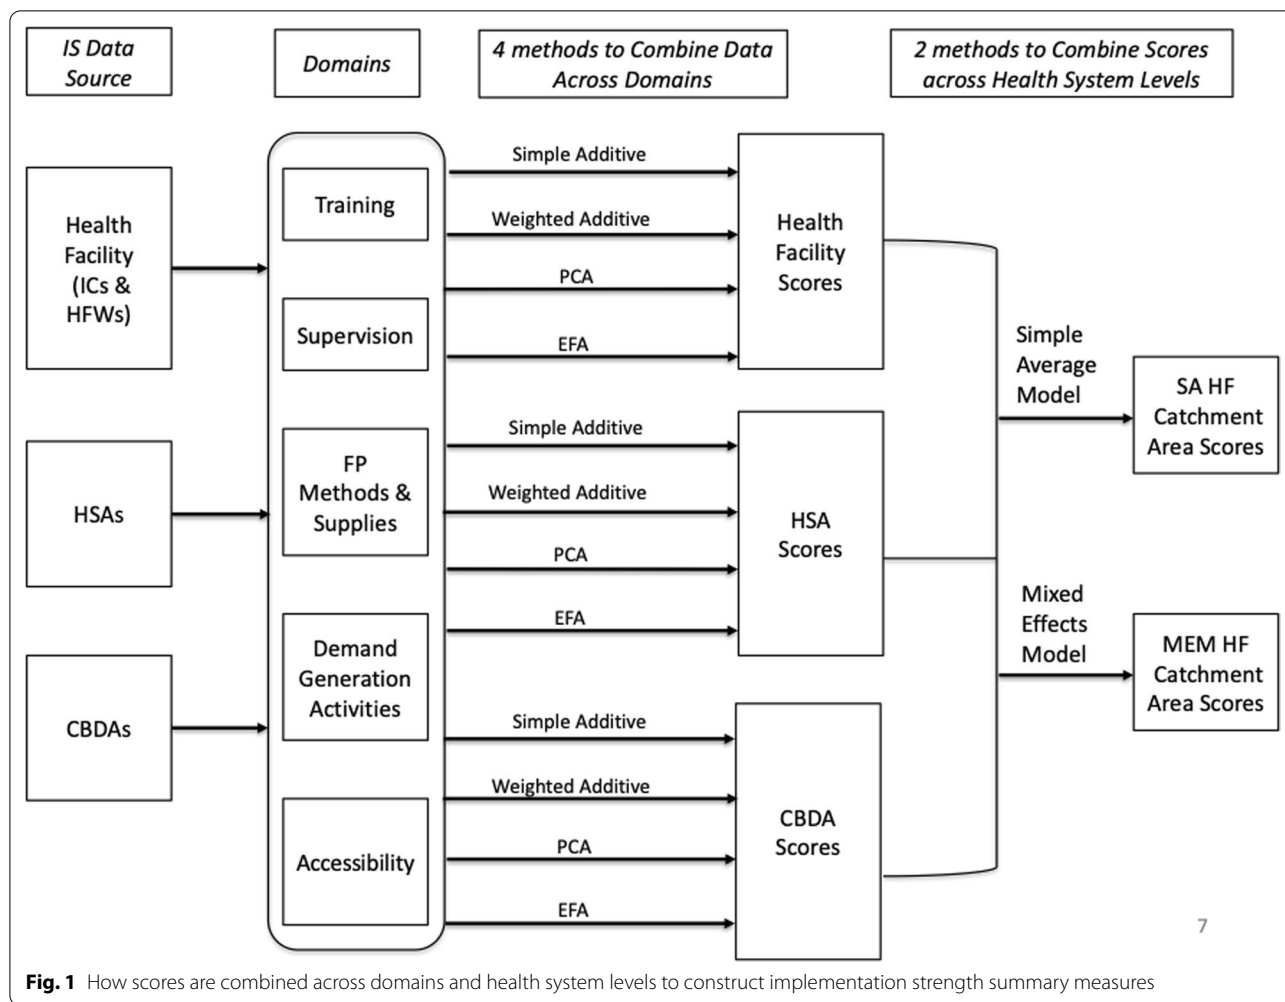 IS Data
Source
Domains
4 methods to Combine Data
Across Domains
2 methods to Combine Scores
across Health System Levels
Health
Facility
(ICs &
HFWs)
HSAs
CBDAs
Training
Supervision
FP
Methods &
Supplies
Demand
Generation
Activities
Accessibility
Simple Additive
Weighted Additive
PCA
EFA
Simple Additive
Weighted Additive
PCA
EFA
Simple Additive
Weighted Additive
PCA
EFA
Health
Facility
Scores
HSA
Scores
CBDA
Scores
Simple
Average
Model
Mixed
Effects
Model
SA HF
Catchment
Area Scores
MEM HF
Catchment
Area Scores
7
Fig. 1 How scores are combined across domains and health system levels to construct implementation strength summary measures